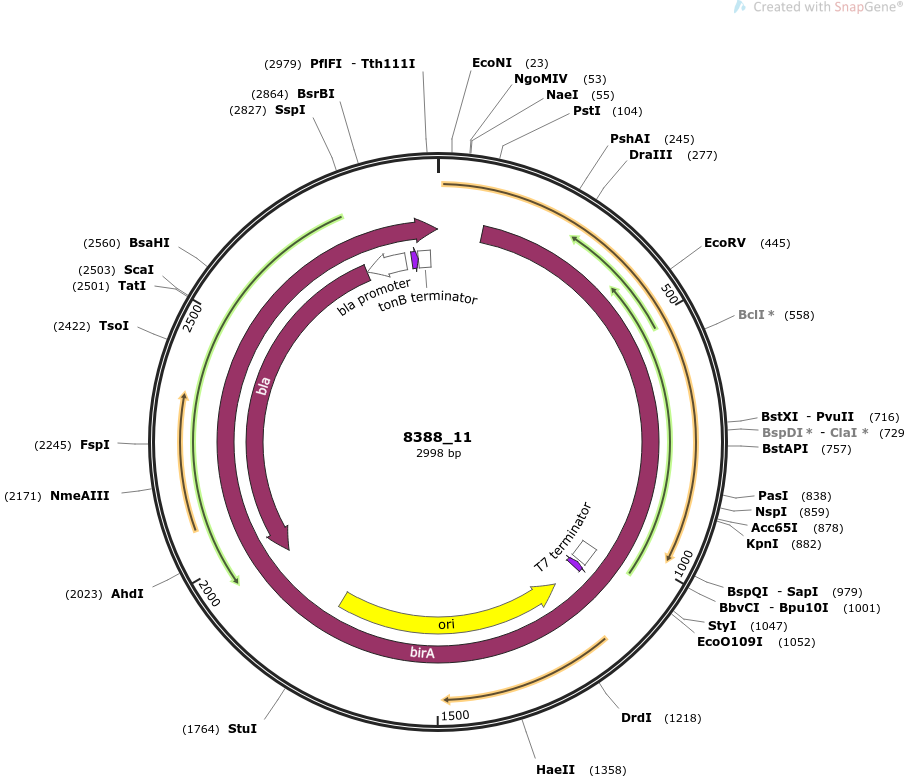 Created with SnapGene®
(2979) PflFI - Tth111I
EcoNI (23)
NgoMIV (53)
(2864) BsrBI
NaeI (55)
(2827) SspI
PstI (104)
PshAI (245)
DraIII (277)
(2560) BsaHI
EcoRV (445)
(2503) ScaI
(2501) TatI
bla promoter
tonB terminator
500
2500
BclI * (558)
(2422) TsoI
bla
BstXI - PvuII (716)
BspDI * - ClaI * (729
8388_11
(2245) FspI
BstAPI (757)
2998 bp
(2171) NmeAIII
PasI (838)
NspI (859)
Acc65I (878)
T7 terminator
KpnI (882)
1000
(2023) AhdI
2000
BspQI - SapI (979)
BbvCI - Bpu10I (1001)
ori
StyI (1047)
EcoO109I (1052)
birA
1500
DrdI (1218)
(1764) StuI
HaeII (1358)